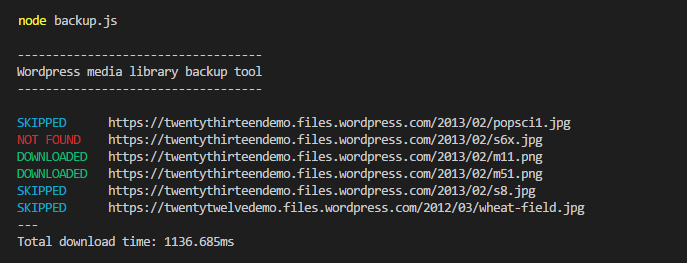 node backup.js
-----------------------------------
Wordpress media library backup tool
-----------------------------------
SKIPPED https://twentythirteendemo.files.wordpress.com/2013/02/popsci1.jpg
NOT FOUND https://twentythirteendemo.files.wordpress.com/2013/02/s6x.jpg
DOWNLOADED https://twentythirteendemo.files.wordpress.com/2013/02/m11.png
DOWNLOADED https://twentythirteendemo.files.wordpress.com/2013/02/m51.png
SKIPPED https://twentythirteendemo.files.wordpress.com/2013/02/s8.jpg
SKIPPED https://twentytwelvedemo.files.wordpress.com/2012/03/wheat-field.jpg
---
Total download time: 1136.685ms